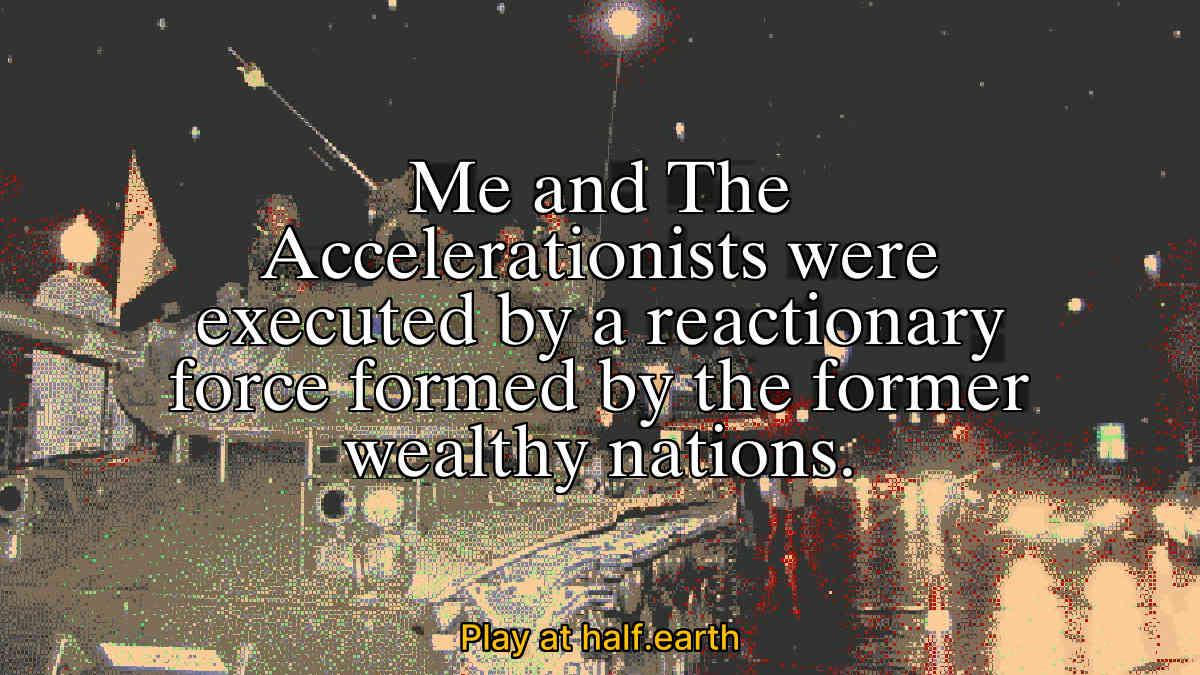 Me and The
Accelerationists were
executed by a reactionary
force formed by the former
wealthy nations.
Play at half.earth